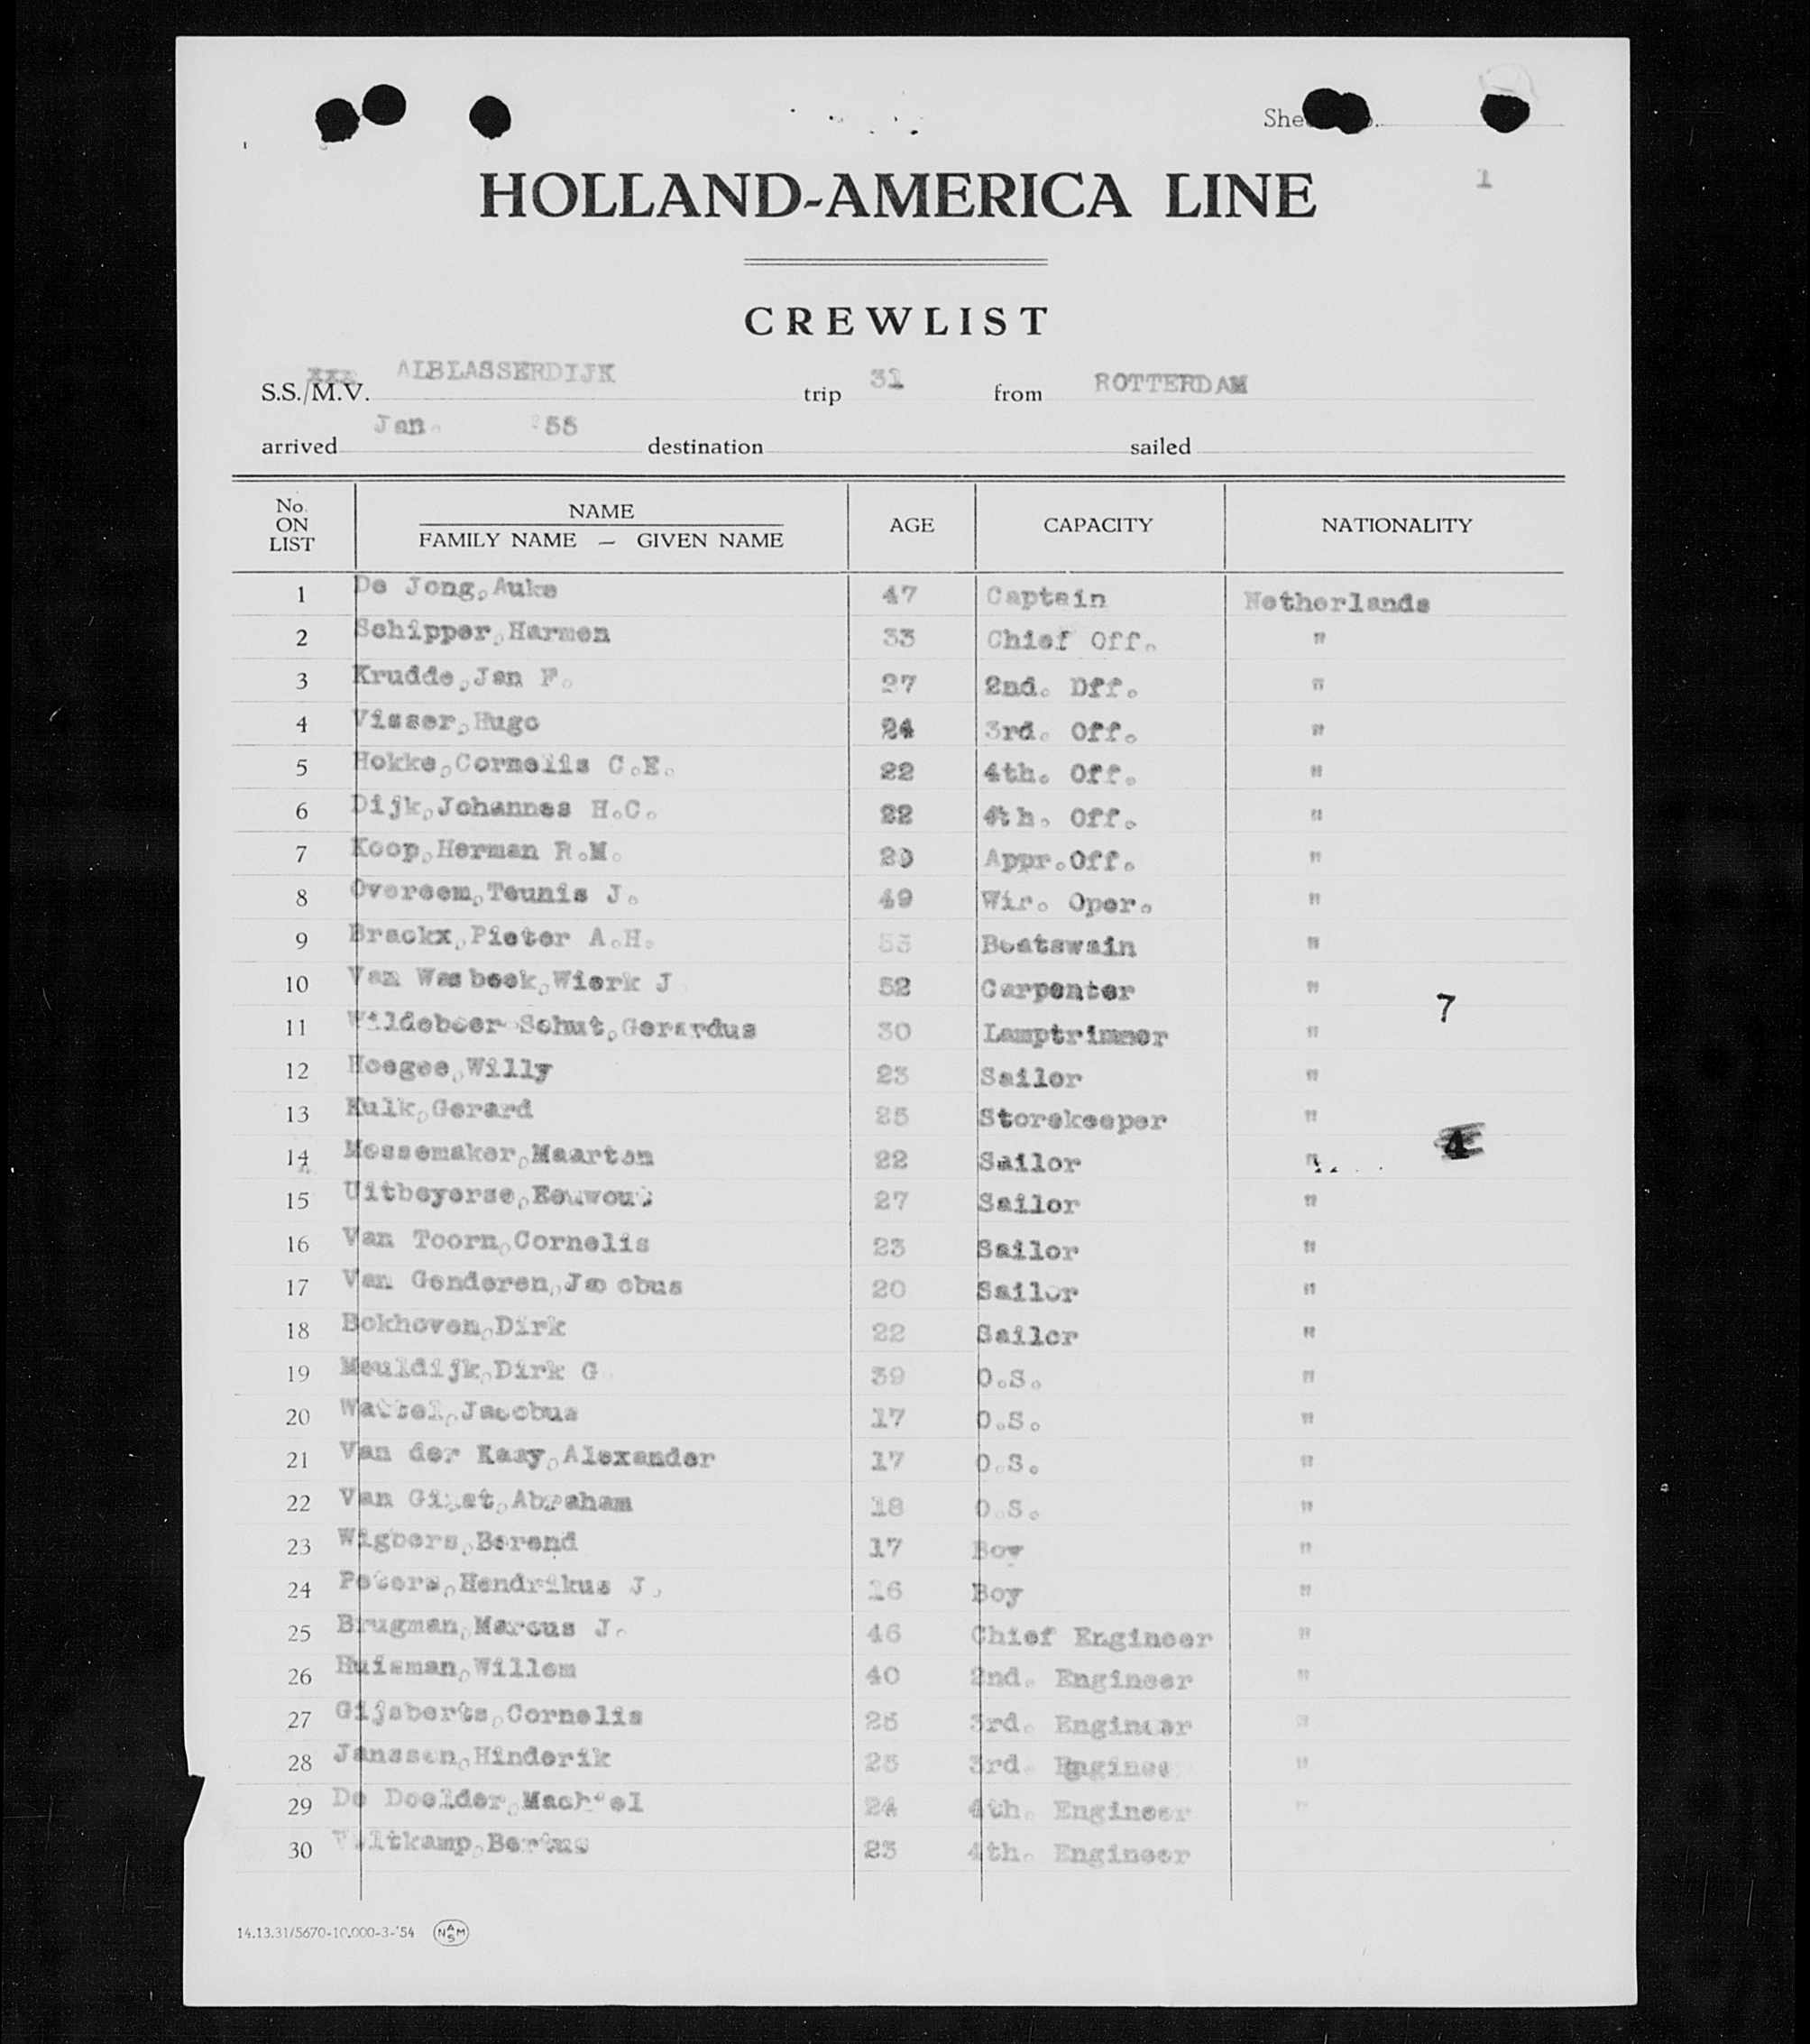 Sheet No.
1
HOLLAND-AMERICA LINE
CREWLIST
S.S./M.V. ALBLASSERDIJK trip 31 from ROTTERDAM
arrived Jan. '55 destination sailed
No. ON LIST NAME FAMILY NAME — GIVEN NAME AGE CAPACITY NATIONALITY
1 De Jong,Auke 47 Captain Netherlands
2 Schipper,Harmen 33 Chief Off. "
3 Krudde,Jan F. 27 2nd. Off. "
4 Visser,Hugo 24 3rd. Off. "
5 Hokke,Cornelis C.E. 22 4th. Off. "
6 Dijk,Johannes H.C. 22 4th. Off. "
7 Koop,Herman R.M. 20 Appr.Off. "
8 Overeem,Teunis J. 49 Wir. Oper. "
9 Brackx,Pieter A.H. 53 Boatswain "
10 Van Wasbeek,Wierk J 52 Carpenter "
7
11 Wildeboer Schut,Gerardus 30 Lamptrimmer "
12 Hoegee,Willy 23 Sailor "
13 Kulk,Gerard 25 Storekeeper "
4
14 Messemaker,Maarten 22 Sailor "
15 Uitbeyerse,Eeuwout 27 Sailor "
16 Van Toorn,Cornelis 23 Sailor "
17 Van Genderen,Jacobus 20 Sailor "
18 Bokhoven,Dirk 22 Sailor "
19 Meuldijk,Dirk G 39 O.S. "
20 Wattel,Jacobus 17 O.S. "
21 Van der Kaay,Alexander 17 O.S. "
22 Van Gilst,Abraham 18 O.S. "
23 Wigbers,Berend 17 Boy "
24 Peters,Hendrikus J. 16 Boy "
25 Brugman,Marcus J. 46 Chief Engineer "
26 Huisman,Willem 40 2nd. Engineer "
27 Gijsberts,Cornelis 25 3rd. Engineer "
28 Janssen,Hinderik 25 3rd. Enginee "
29 De Doelder,Machiel 24 4th. Engineer "
30 Veltkamp,Bertus 23 4th. Engineer
14.13.31/5670-10.000-3-'54 NASM